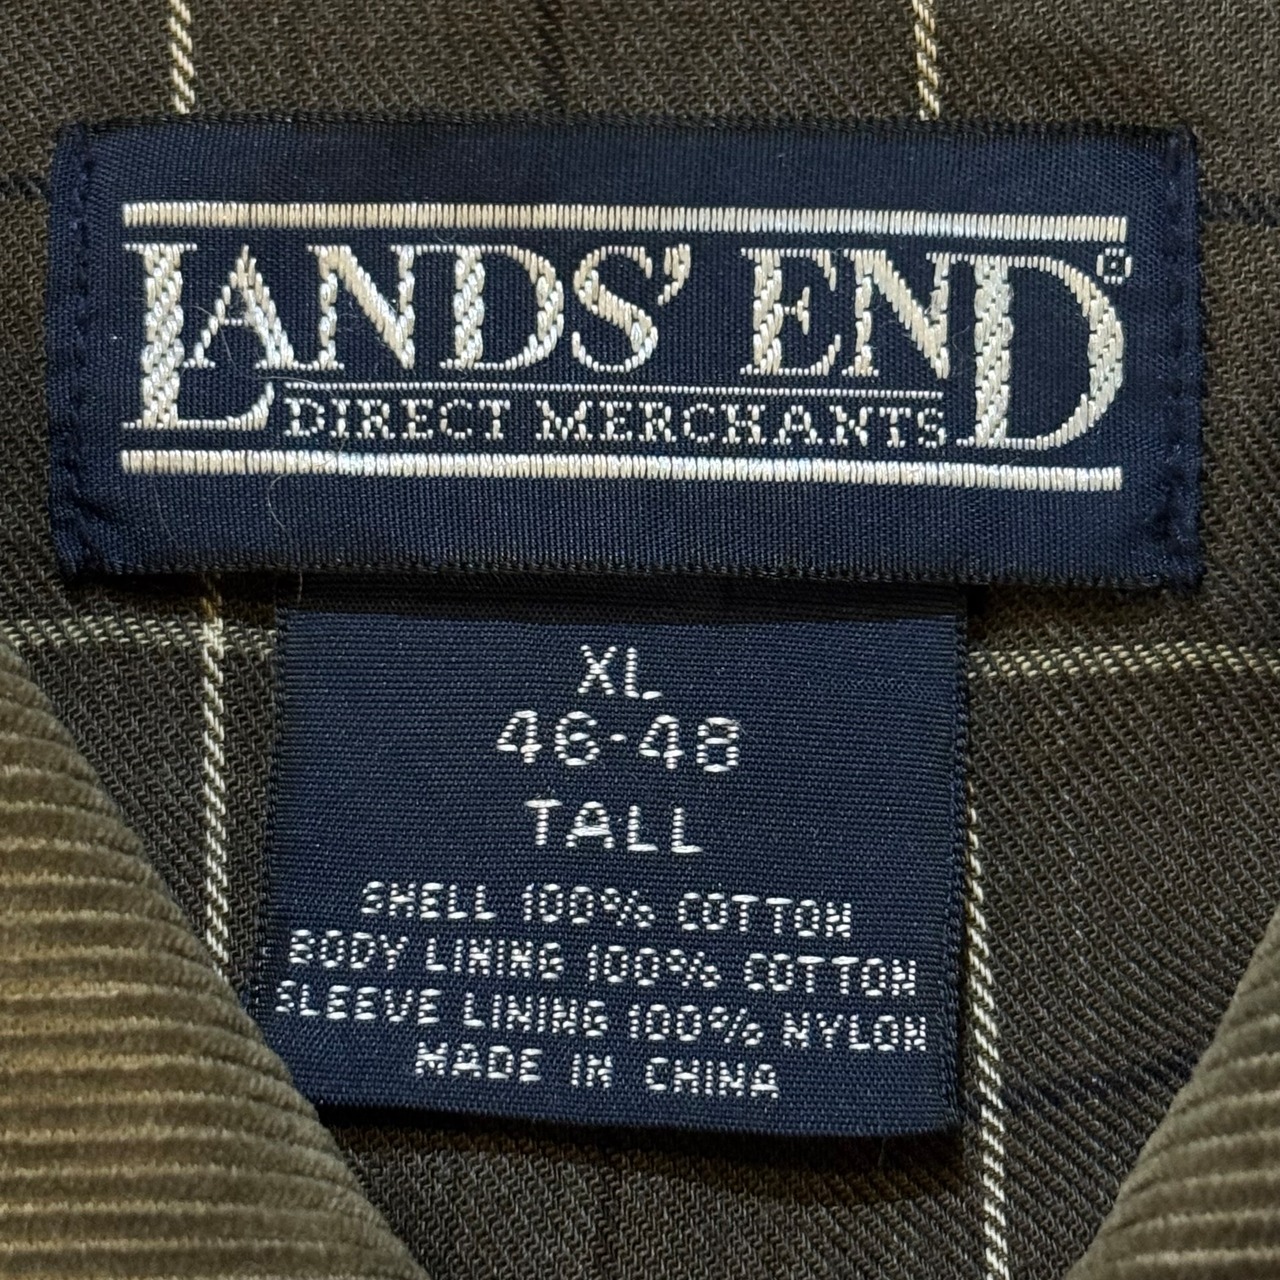 LANDS' END®
DIRECT MERCHANTS
XL
46-48
TALL
SHELL 100% COTTON
BODY LINING 100% COTTON
SLEEVE LINING 100% NYLON
MADE IN CHINA